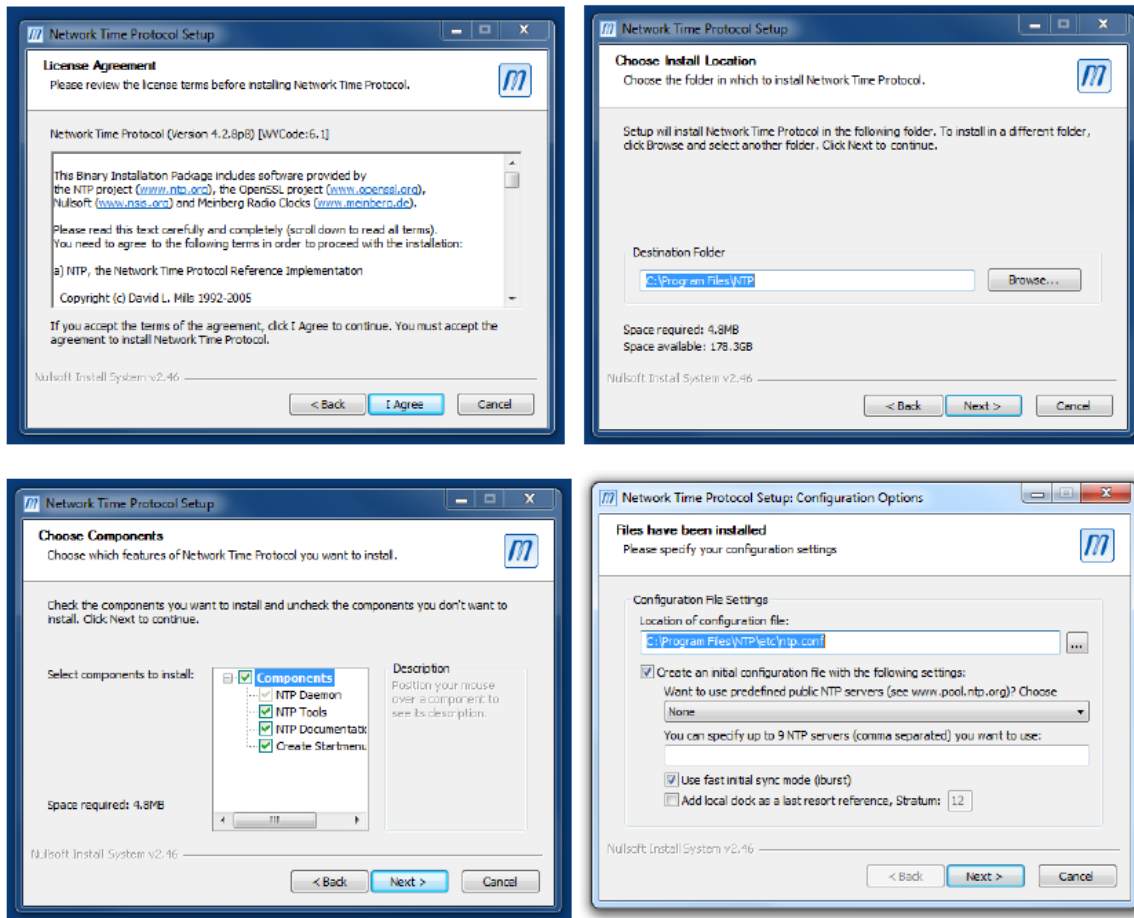 Network Time Protocol Setup
License Agreement
Please review the license terms before installing Network Time Protocol.
Network Time Protocol (Version 4.2.8p8) [WVCode:6.1]
This Binary Installation Package includes software provided by
the NTP project (www.ntp.org), the OpenSSL project (www.openssl.org),
Nullsoft (www.nsis.org) and Meinberg Radio Clocks (www.meinberg.de).
Please read this text carefully and completely (scroll down to read all terms).
You need to agree to the following terms in order to proceed with the installation:
a) NTP, the Network Time Protocol Reference Implementation
Copyright (c) David L. Mills 1992-2005
If you accept the terms of the agreement, click I Agree to continue. You must accept the
agreement to install Network Time Protocol.
Nullsoft Install System v2.46
< Back I Agree Cancel
Network Time Protocol Setup
Choose Install Location
Choose the folder in which to install Network Time Protocol.
Setup will install Network Time Protocol in the following folder. To install in a different folder,
click Browse and select another folder. Click Next to continue.
Destination Folder
C:\Program Files\NTP Browse...
Space required: 4.8MB
Space available: 178.3GB
Nullsoft Install System v2.46
< Back Next > Cancel
Network Time Protocol Setup
Choose Components
Choose which features of Network Time Protocol you want to install.
Check the components you want to install and uncheck the components you don't want to
install. Click Next to continue.
Select components to install:
Components
NTP Daemon
NTP Tools
NTP Documentatic
Create Startmenu
Description
Position your mouse
over a component to
see its description.
Space required: 4.8MB
Nullsoft Install System v2.46
< Back Next > Cancel
Network Time Protocol Setup: Configuration Options
Files have been installed
Please specify your configuration settings
Configuration File Settings
Location of configuration file:
C:\Program Files\NTP\etc\ntp.conf ...
Create an initial configuration file with the following settings:
Want to use predefined public NTP servers (see www.pool.ntp.org)? Choose
None
You can specify up to 9 NTP servers (comma separated) you want to use:
Use fast initial sync mode (iburst)
Add local clock as a last resort reference, Stratum: 12
Nullsoft Install System v2.46
< Back Next > Cancel